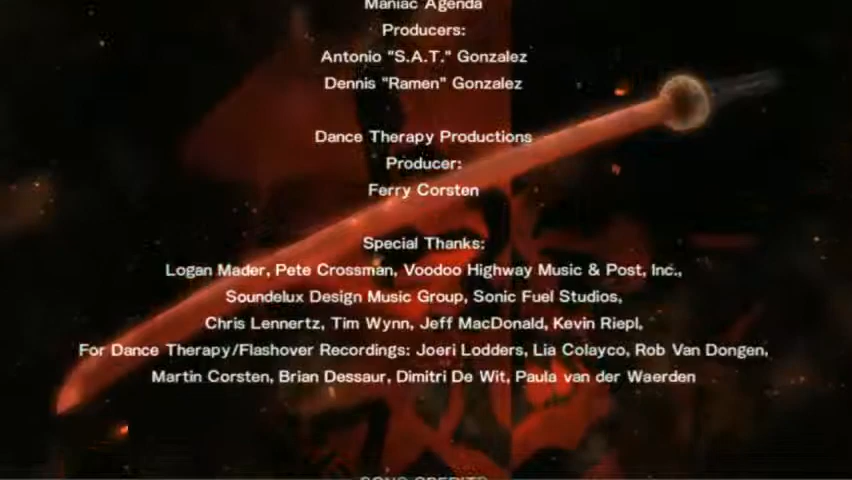 Maniac Agenda
Producers:
Antonio "S.A.T." Gonzalez
Dennis "Ramen" Gonzalez
Dance Therapy Productions
Producer:
Ferry Corsten
Special Thanks:
Logan Mader, Pete Crossman, Voodoo Highway Music & Post, Inc.,
Soundelux Design Music Group, Sonic Fuel Studios,
Chris Lennertz, Tim Wynn, Jeff MacDonald, Kevin Riepl,
For Dance Therapy/Flashover Recordings: Joeri Lodders, Lia Colayco, Rob Van Dongen,
Martin Corsten, Brian Dessaur, Dimitri De Wit, Paula van der Waerden
SONG CREDITS